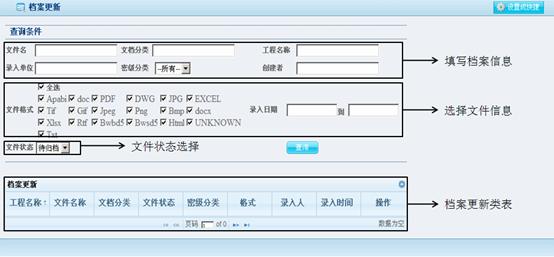 档案更新
设置成快捷
查询条件
文件名 文档分类 工程名称
录入单位 密级分类 --所有-- 创建者
填写档案信息
全选
Apabi doc PDF DWG JPG EXCEL
文件格式 Tif Gif Jpeg Png Bmp docx 录入日期 到
选择文件信息
Xlsx Rtf Bwbd5 Bwsd5 Html UNKNOWN
Txt
文件状态 待归档 文件状态选择 查询
档案更新
工程名称↑ 文件名称 文档分类 文件状态 密级分类 格式 录入人 录入时间 操作
档案更新类表
页码 1 of 0 数据为空